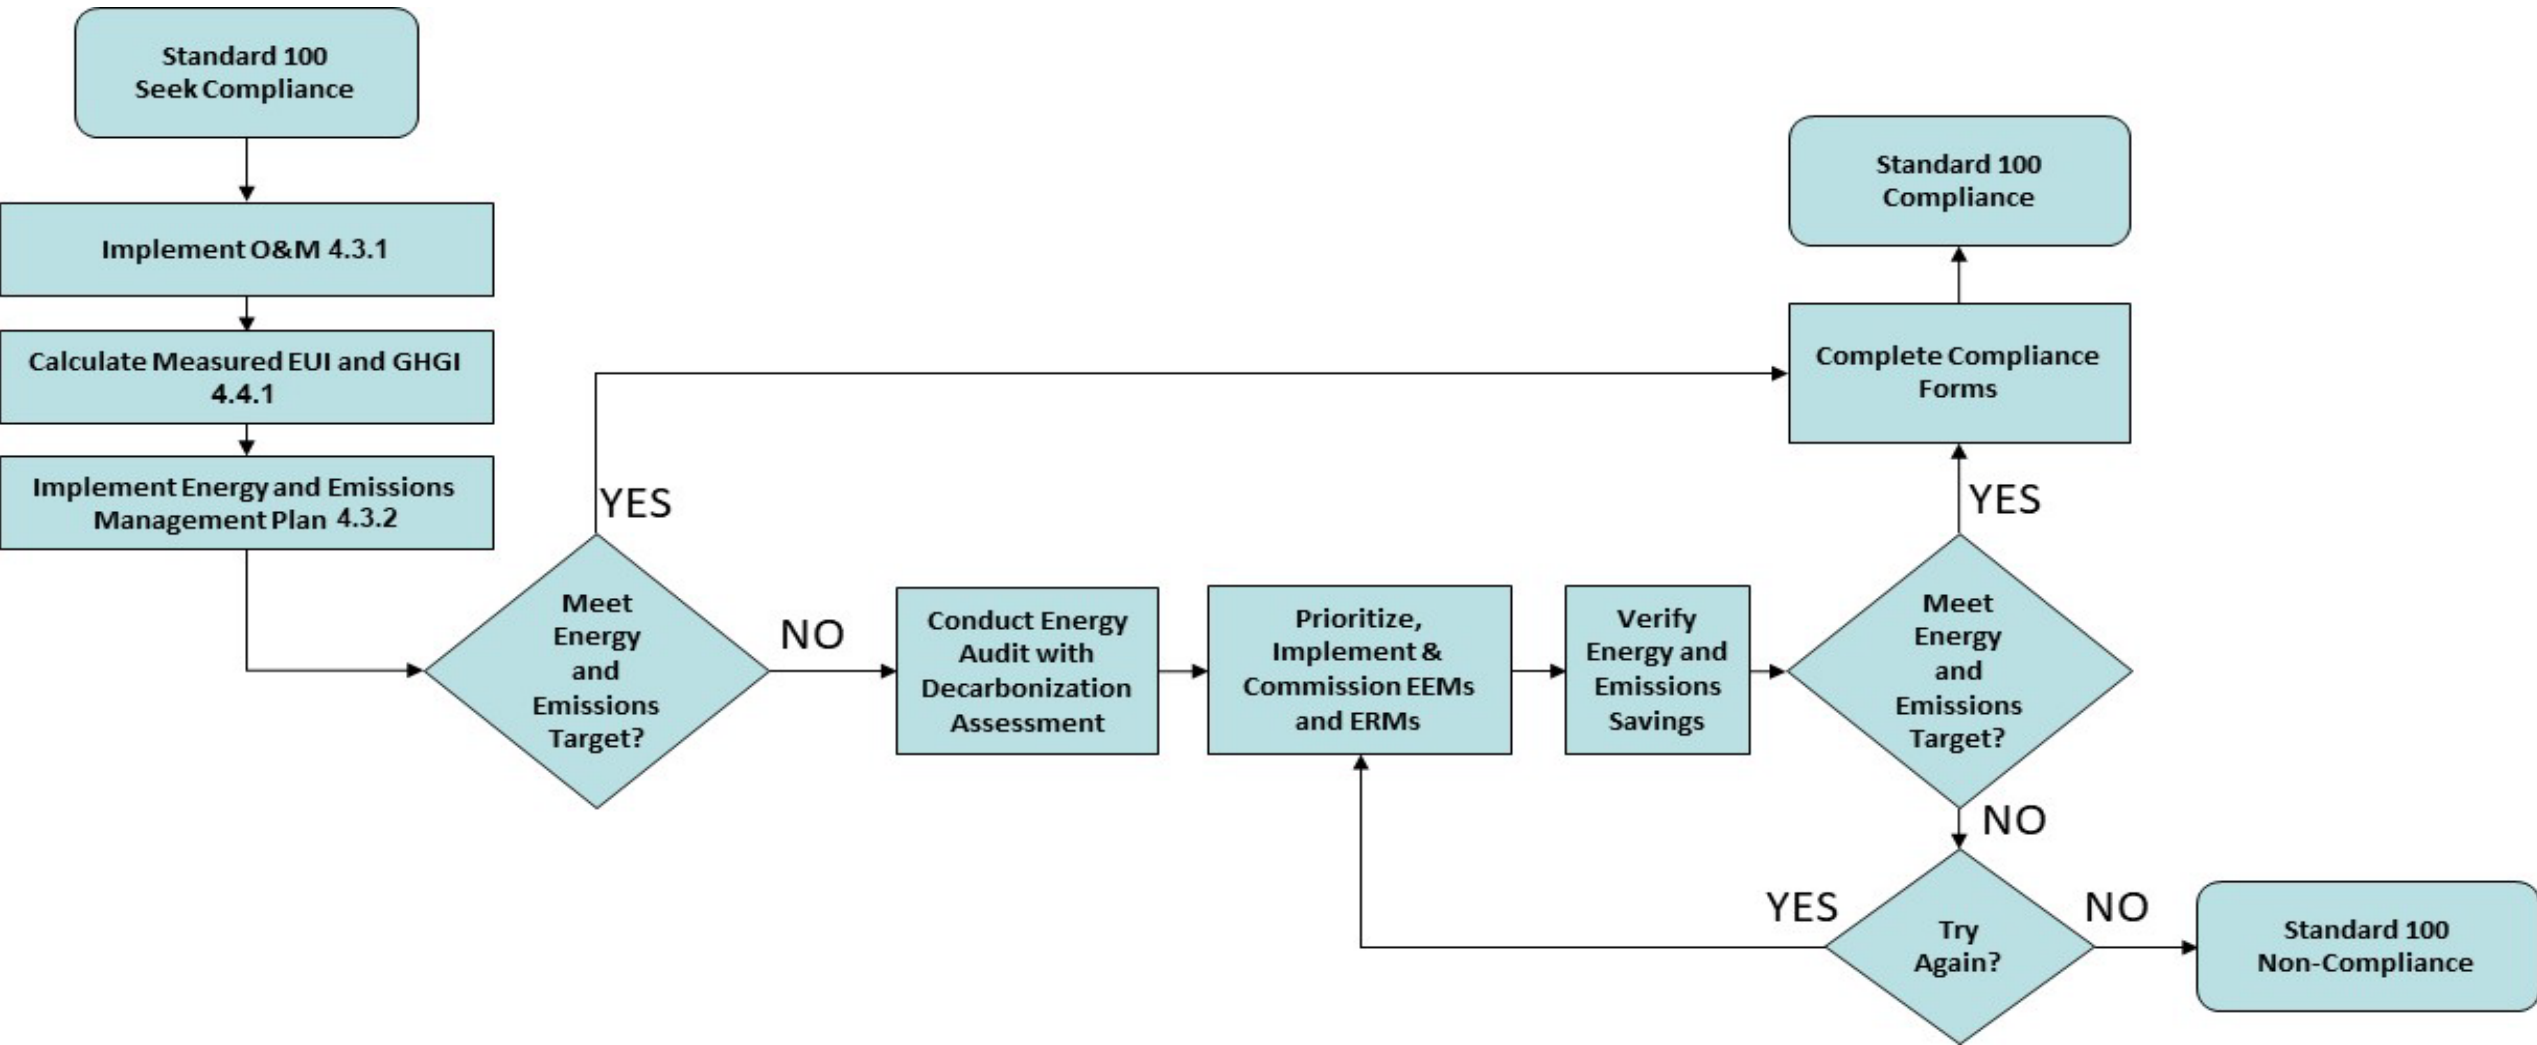 Standard 100
Seek Compliance
Implement O&M 4.3.1
Calculate Measured EUI and GHGI
4.4.1
Implement Energy and Emissions
Management Plan 4.3.2
Meet
Energy
and
Emissions
Target?
YES
NO
Conduct Energy
Audit with
Decarbonization
Assessment
Prioritize,
Implement &
Commission EEMs
and ERMs
Verify
Energy and
Emissions
Savings
Meet
Energy
and
Emissions
Target?
YES
Complete Compliance
Forms
Standard 100
Compliance
NO
Try
Again?
YES
NO
Standard 100
Non-Compliance